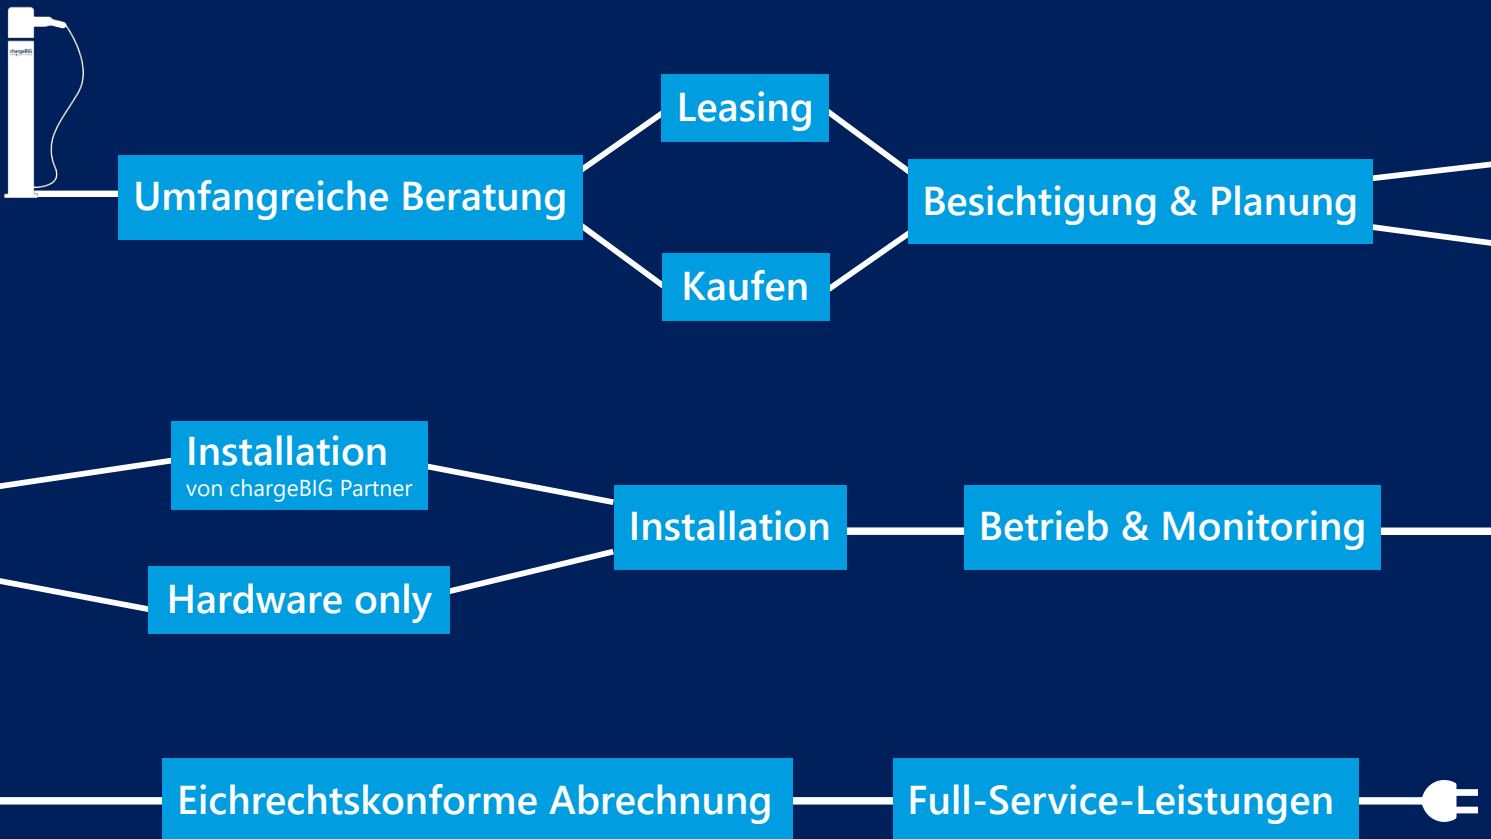 chargeBIG
Leasing
Umfangreiche Beratung
Besichtigung & Planung
Kaufen
Installation
von chargeBIG Partner
Installation
Betrieb & Monitoring
Hardware only
Eichrechtskonforme Abrechnung
Full-Service-Leistungen